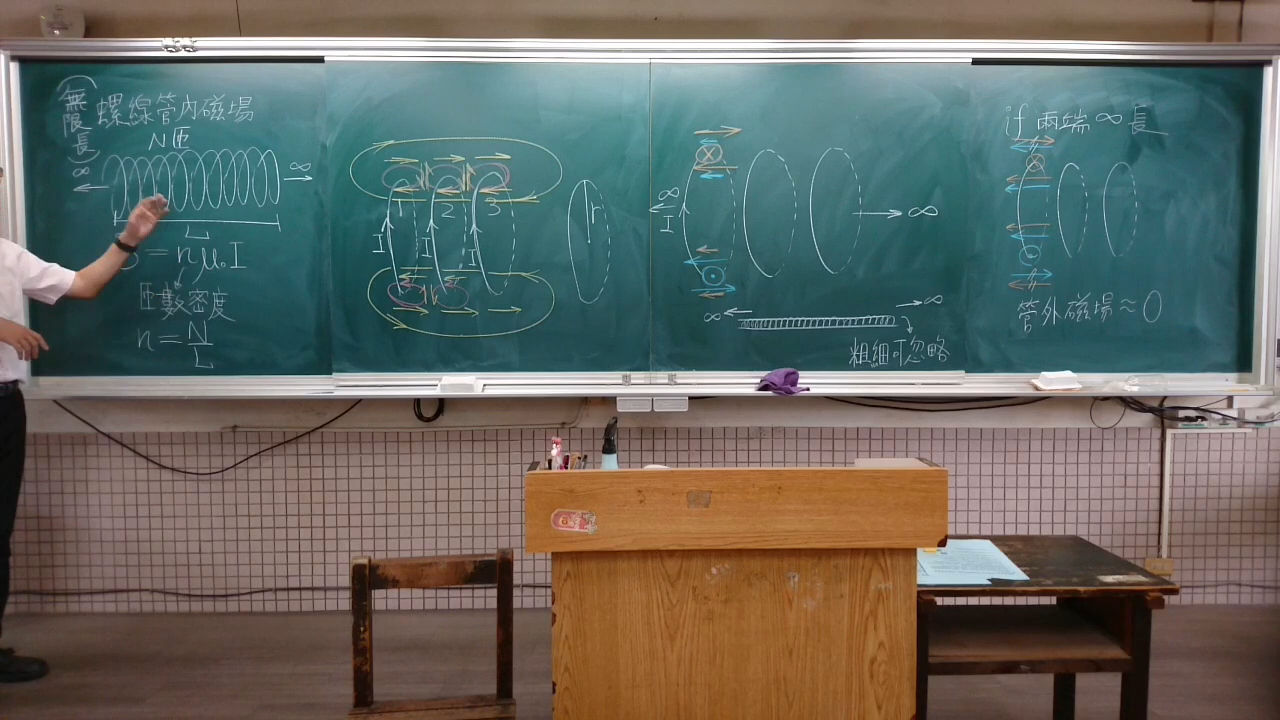 (無限長)
螺線管內磁場
N匝
∞
∞
L
B = nμ₀I
匝數密度
n = N/L
1 2 3
I I I
r
∞
I
∞
∞
∞
粗細可忽略
if 兩端 ∞ 長
管外磁場 ≈ 0